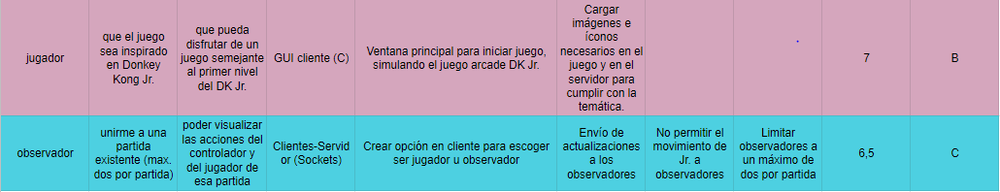 jugador
que el juego
sea inspirado
en Donkey
Kong Jr.
que pueda
disfrutar de un
juego semejante
al primer nivel
del DK Jr.
GUI cliente (C)
Ventana principal para iniciar juego,
simulando el juego arcade DK Jr.
Cargar
imágenes e
íconos
necesarios en el
juego y en el
servidor para
cumplir con la
temática.
7
B
observador
unirme a una
partida
existente (max.
dos por partida)
poder visualizar
las acciones del
controlador y
del jugador de
esa partida
Clientes-Servid
or (Sockets)
Crear opción en cliente para escoger
ser jugador u observador
Envío de
actualizaciones
a los
observadores
No permitir el
movimiento de
Jr. a
observadores
Limitar
observadores a
un máximo de
dos por partida
6,5
C